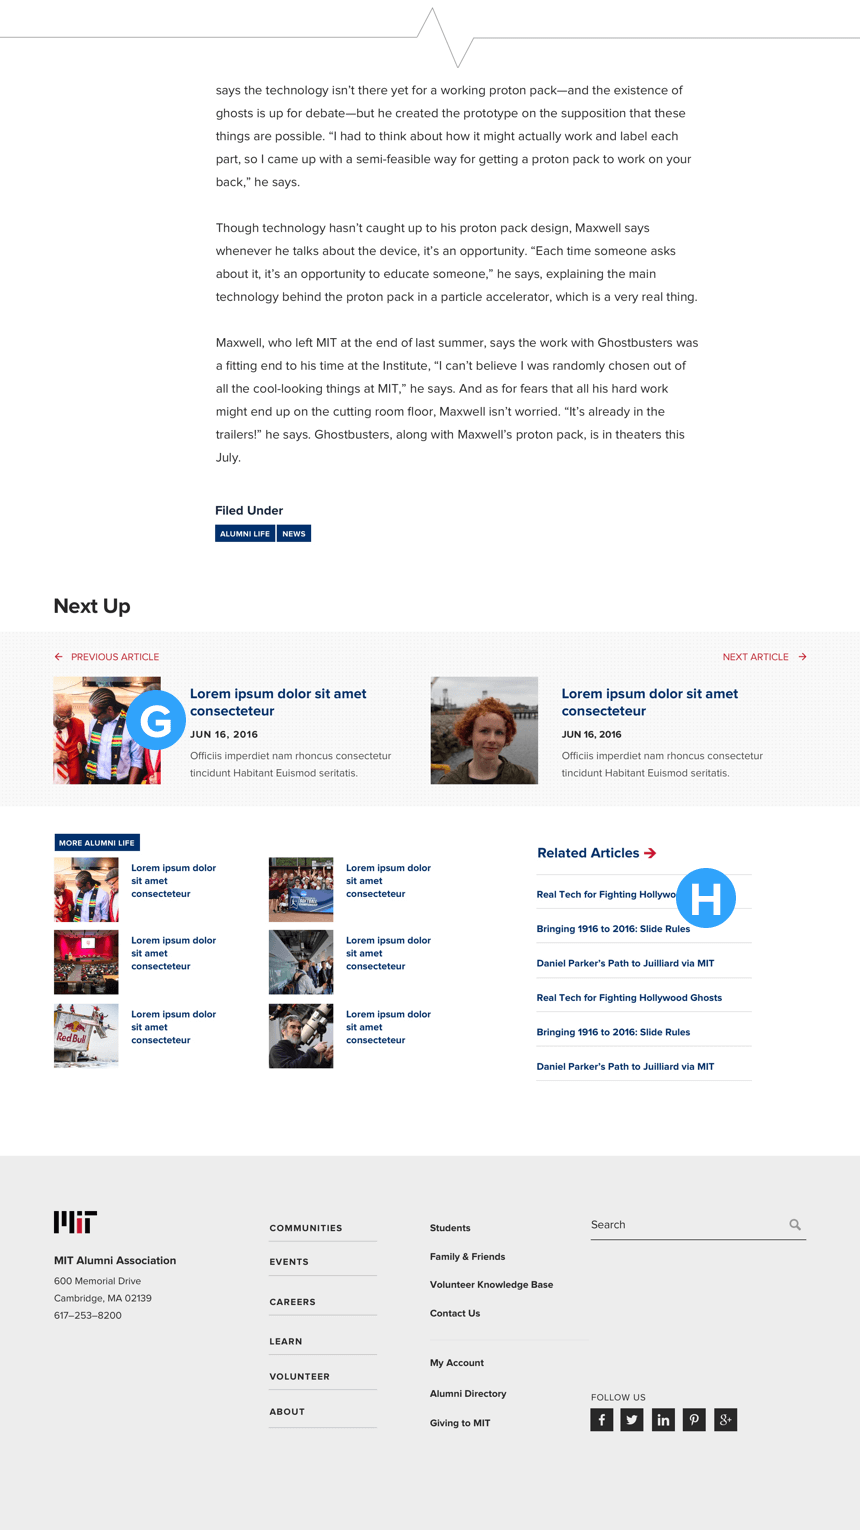 says the technology isn’t there yet for a working proton pack—and the existence of
ghosts is up for debate—but he created the prototype on the supposition that these
things are possible. “I had to think about how it might actually work and label each
part, so I came up with a semi-feasible way for getting a proton pack to work on your
back,” he says.
Though technology hasn’t caught up to his proton pack design, Maxwell says
whenever he talks about the device, it’s an opportunity. “Each time someone asks
about it, it’s an opportunity to educate someone,” he says, explaining the main
technology behind the proton pack in a particle accelerator, which is a very real thing.
Maxwell, who left MIT at the end of last summer, says the work with Ghostbusters was
a fitting end to his time at the Institute, “I can’t believe I was randomly chosen out of
all the cool-looking things at MIT,” he says. And as for fears that all his hard work
might end up on the cutting room floor, Maxwell isn’t worried. “It’s already in the
trailers!” he says. Ghostbusters, along with Maxwell’s proton pack, is in theaters this
July.
Filed Under
ALUMNI LIFE NEWS
Next Up
← PREVIOUS ARTICLE
NEXT ARTICLE →
G
Lorem ipsum dolor sit amet
consecteteur
JUN 16, 2016
Officiis imperdiet nam rhoncus consectetur
tincidunt Habitant Euismod seritatis.
Lorem ipsum dolor sit amet
consecteteur
JUN 16, 2016
Officiis imperdiet nam rhoncus consectetur
tincidunt Habitant Euismod seritatis.
MORE ALUMNI LIFE
Lorem ipsum dolor
sit amet
consecteteur
Lorem ipsum dolor
sit amet
consecteteur
Lorem ipsum dolor
sit amet
consecteteur
Lorem ipsum dolor
sit amet
consecteteur
Red Bull
Lorem ipsum dolor
sit amet
consecteteur
Lorem ipsum dolor
sit amet
consecteteur
Related Articles →
H
Real Tech for Fighting Hollywo
Bringing 1916 to 2016: Slide Rules
Daniel Parker’s Path to Juilliard via MIT
Real Tech for Fighting Hollywood Ghosts
Bringing 1916 to 2016: Slide Rules
Daniel Parker’s Path to Juilliard via MIT
MIT
MIT Alumni Association
600 Memorial Drive
Cambridge, MA 02139
617–253–8200
COMMUNITIES
EVENTS
CAREERS
LEARN
VOLUNTEER
ABOUT
Students
Family & Friends
Volunteer Knowledge Base
Contact Us
My Account
Alumni Directory
Giving to MIT
Search
FOLLOW US
f in g+